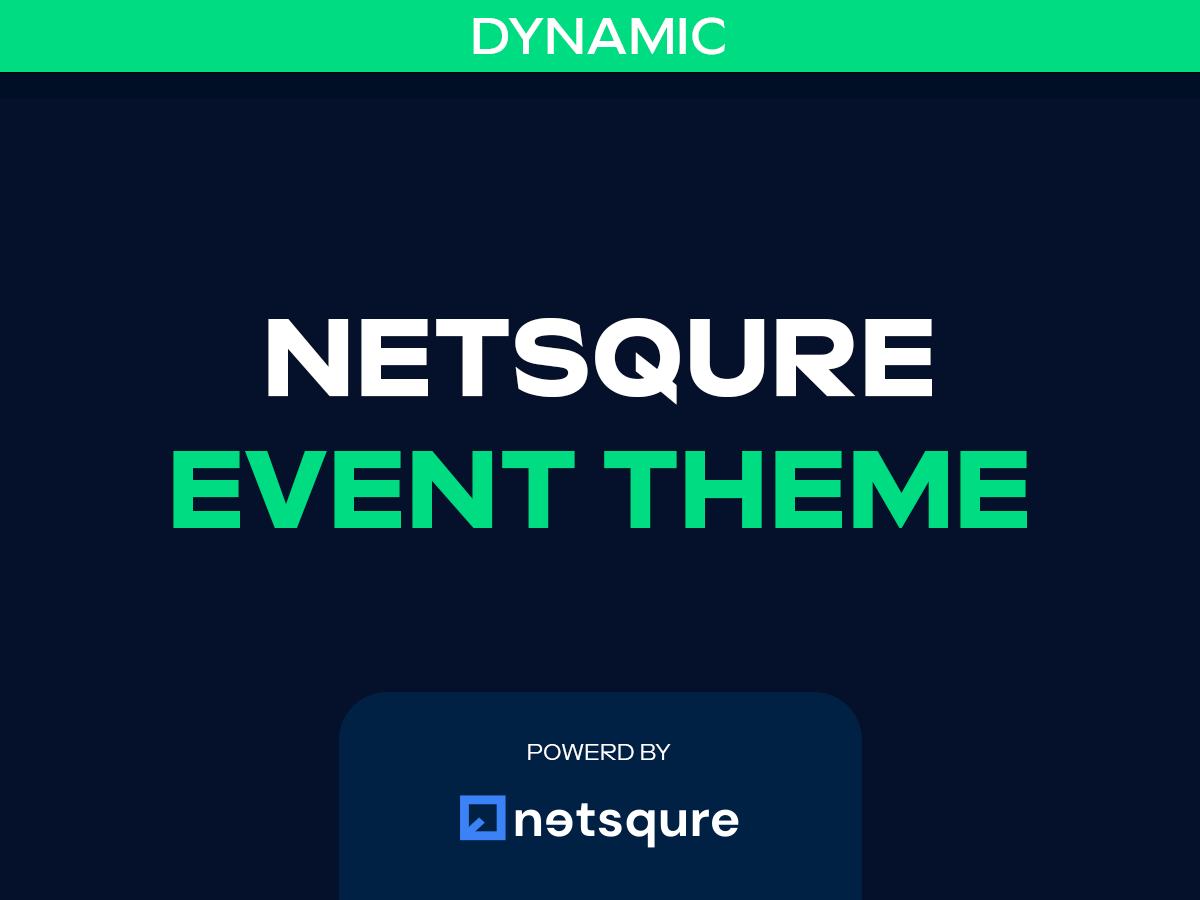 DYNAMIC
NETSQURE
EVENT THEME
POWERD BY
netsqure